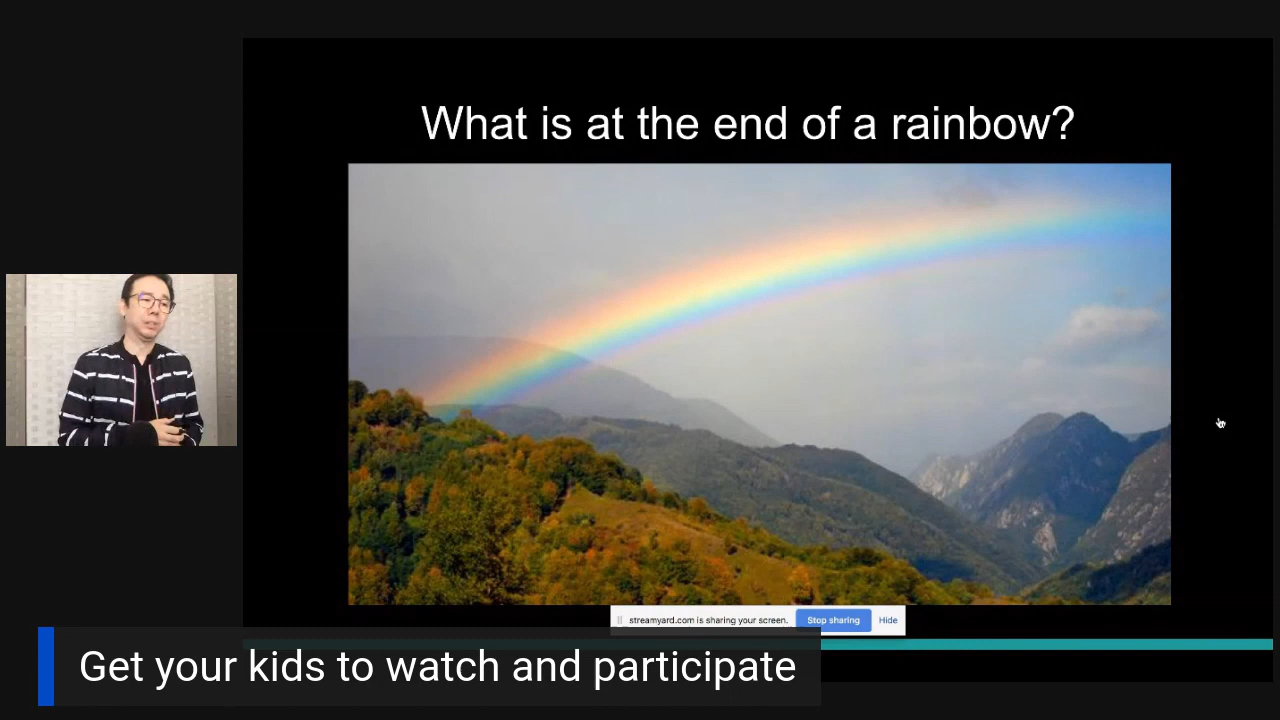 What is at the end of a rainbow?
streamyard.com is sharing your screen.
Stop sharing
Hide
Get your kids to watch and participate